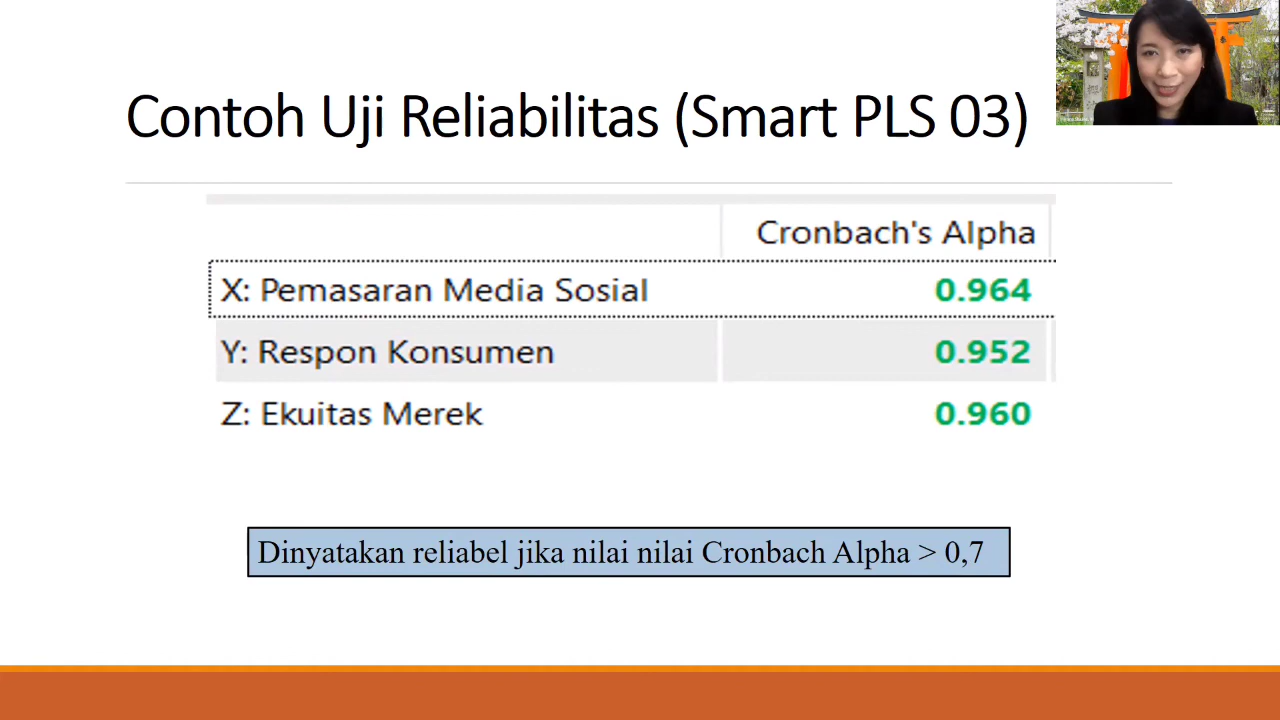 Contoh Uji Reliabilitas (Smart PLS 03)
Cronbach's Alpha
X: Pemasaran Media Sosial 0.964
Y: Respon Konsumen 0.952
Z: Ekuitas Merek 0.960
Dinyatakan reliabel jika nilai nilai Cronbach Alpha > 0,7